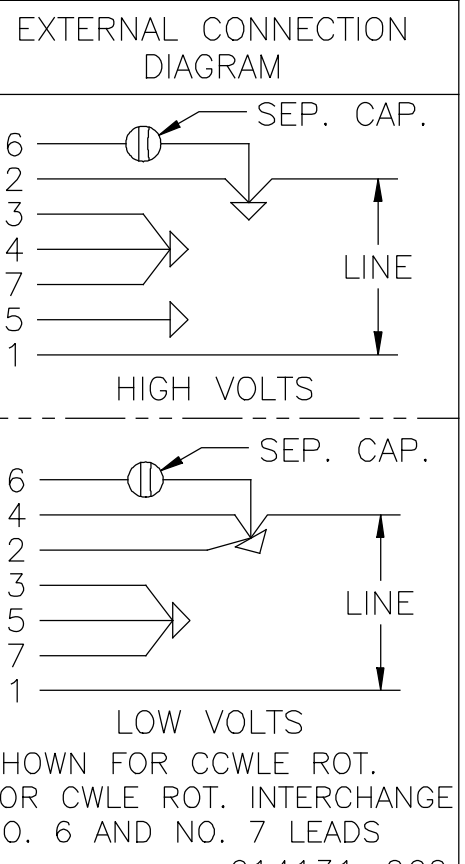 EXTERNAL CONNECTION
DIAGRAM
SEP. CAP.
6
2
3
4
7
5
1
LINE
HIGH VOLTS
SEP. CAP.
6
4
2
3
5
7
1
LINE
LOW VOLTS
HOWN FOR CCWLE ROT.
OR CWLE ROT. INTERCHANGE
O. 6 AND NO. 7 LEADS